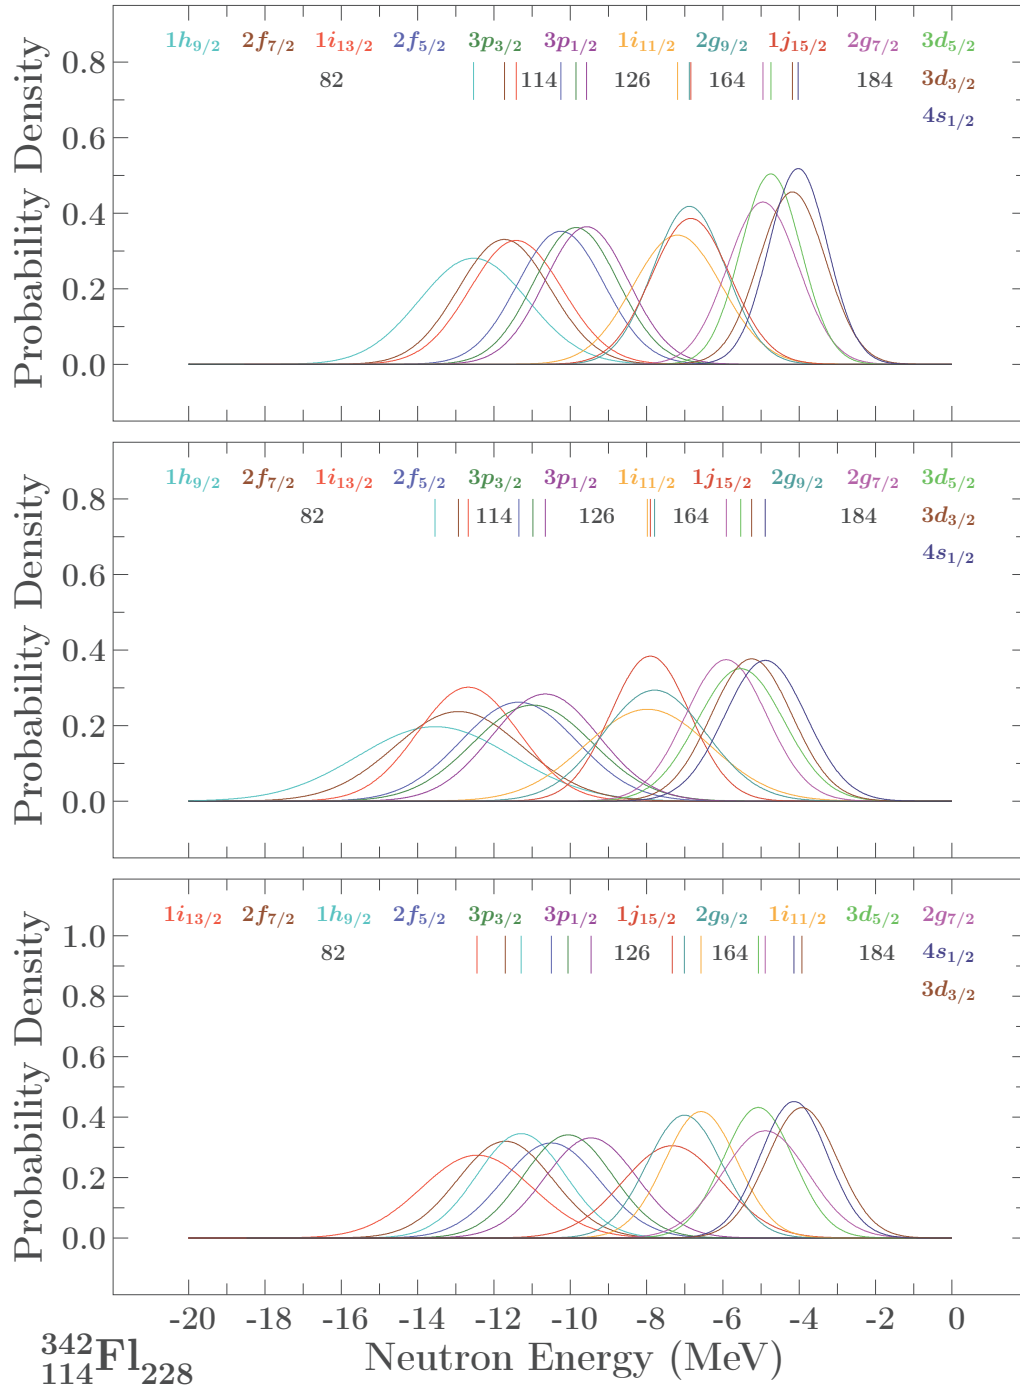 1h9/2 2f7/2 1i13/2 2f5/2 3p3/2 3p1/2 1i11/2 2g9/2 1j15/2 2g7/2 3d5/2
82 114 126 164 184 3d3/2
4s1/2
0.8
0.6
0.4
0.2
0.0
Probability Density
1h9/2 2f7/2 1i13/2 2f5/2 3p3/2 3p1/2 1i11/2 1j15/2 2g9/2 2g7/2 3d5/2
82 114 126 164 184 3d3/2
4s1/2
0.8
0.6
0.4
0.2
0.0
Probability Density
1i13/2 2f7/2 1h9/2 2f5/2 3p3/2 3p1/2 1j15/2 2g9/2 1i11/2 3d5/2 2g7/2
82 126 164 184 4s1/2
3d3/2
1.0
0.8
0.6
0.4
0.2
0.0
Probability Density
-20 -18 -16 -14 -12 -10 -8 -6 -4 -2 0
Neutron Energy (MeV)
342 114 Fl 228